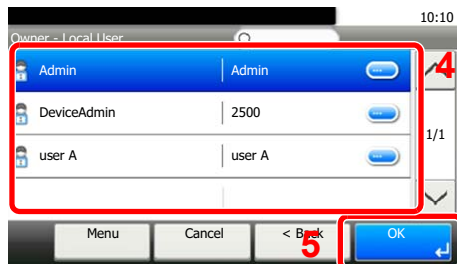 10:10
Owner - Local User
Admin Admin 4
DeviceAdmin 2500
1/1
user A user A
Menu Cancel < Back 5 OK